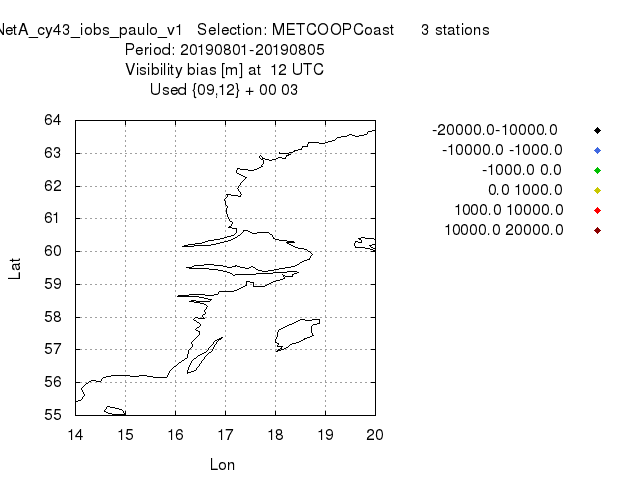 NetA_cy43_iobs_paulo_v1 Selection: METCOOPCoast 3 stations
Period: 20190801-20190805
Visibility bias [m] at 12 UTC
Used {09,12} + 00 03
-20000.0-10000.0
-10000.0 -1000.0
-1000.0 0.0
0.0 1000.0
1000.0 10000.0
10000.0 20000.0
64
63
62
61
60
59
58
57
56
55
Lat
14 15 16 17 18 19 20
Lon